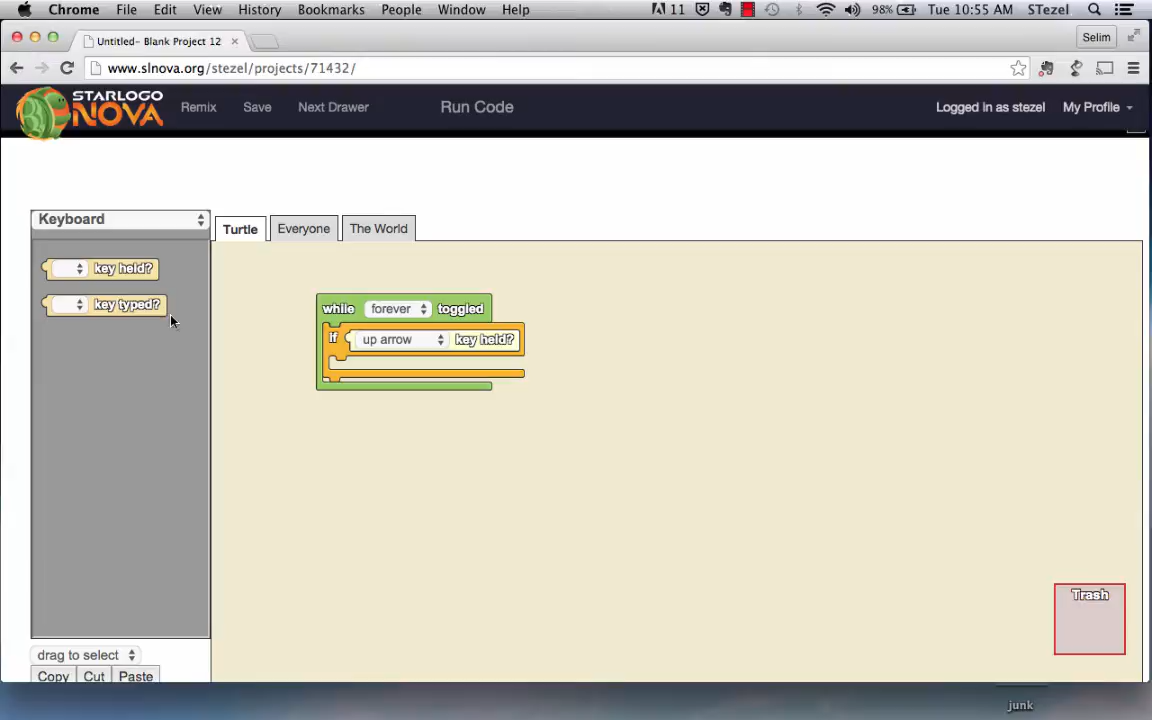 Chrome File Edit View History Bookmarks People Window Help 11 98% Tue 10:55 AM STezel
Untitled- Blank Project 12 Selim
www.slnova.org/stezel/projects/71432/
STARLOGO NOVA Remix Save Next Drawer Run Code Logged in as stezel My Profile
Keyboard
Turtle Everyone The World
key held?
key typed?
while forever toggled
if up arrow key held?
Trash
drag to select
Copy Cut Paste
junk